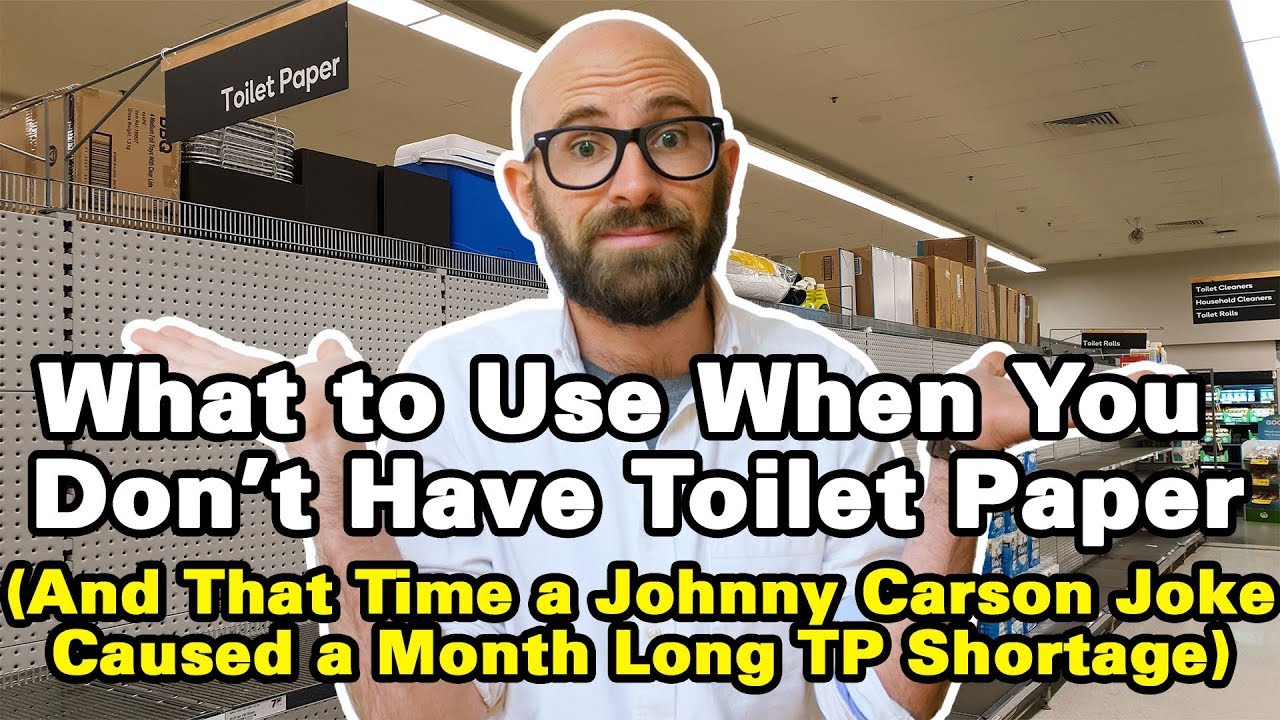 Toilet Paper
BBQ
Toilet Cleaners
Household Cleaners
Toilet Rolls
Toilet Rolls
What to Use When You
Don't Have Toilet Paper
(And That Time a Johnny Carson Joke
Caused a Month Long TP Shortage)